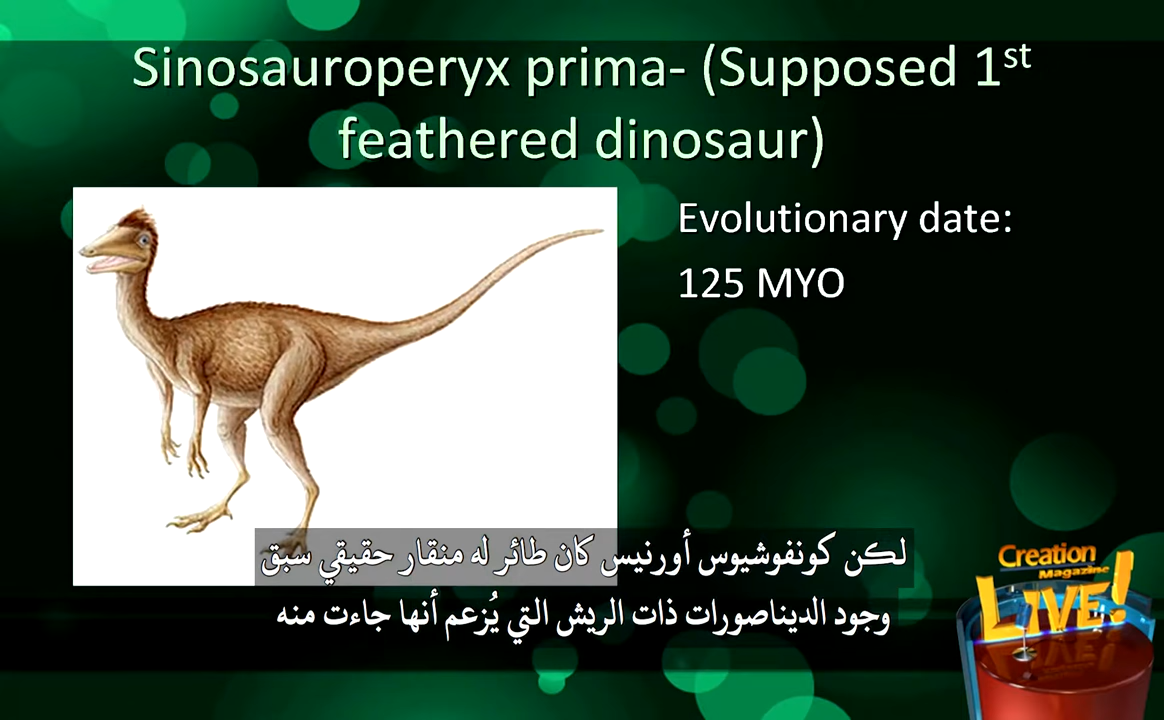 Sinosauroperyx prima- (Supposed 1st
feathered dinosaur)
Evolutionary date:
125 MYO
لكن كونفوشيوس أورنيس كان طائر له منقار حقيقي سبق
وجود الديناصورات ذات الريش التي يُزعم أنها جاءت منه
Creation
Magazine
LIVE!